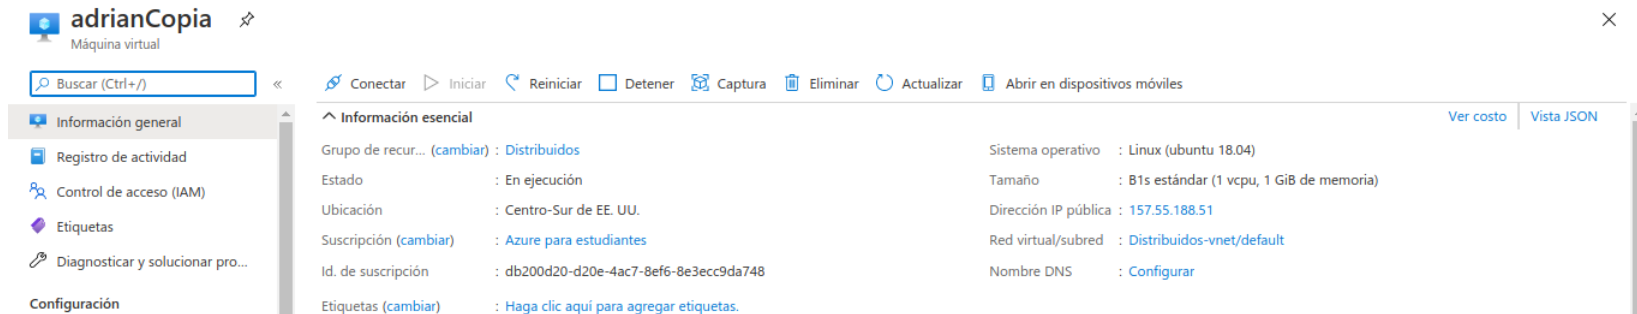 adrianCopia
Máquina virtual
Buscar (Ctrl+/)
«
Conectar Iniciar Reiniciar Detener Captura Eliminar Actualizar Abrir en dispositivos móviles
Información general
Registro de actividad
Control de acceso (IAM)
Etiquetas
Diagnosticar y solucionar pro...
Configuración
Información esencial
Ver costo Vista JSON
Grupo de recur... (cambiar) : Distribuidos
Estado : En ejecución
Ubicación : Centro-Sur de EE. UU.
Suscripción (cambiar) : Azure para estudiantes
Id. de suscripción : db200d20-d20e-4ac7-8ef6-8e3ecc9da748
Etiquetas (cambiar) : Haga clic aquí para agregar etiquetas.
Sistema operativo : Linux (ubuntu 18.04)
Tamaño : B1s estándar (1 vcpu, 1 GiB de memoria)
Dirección IP pública : 157.55.188.51
Red virtual/subred : Distribuidos-vnet/default
Nombre DNS : Configurar